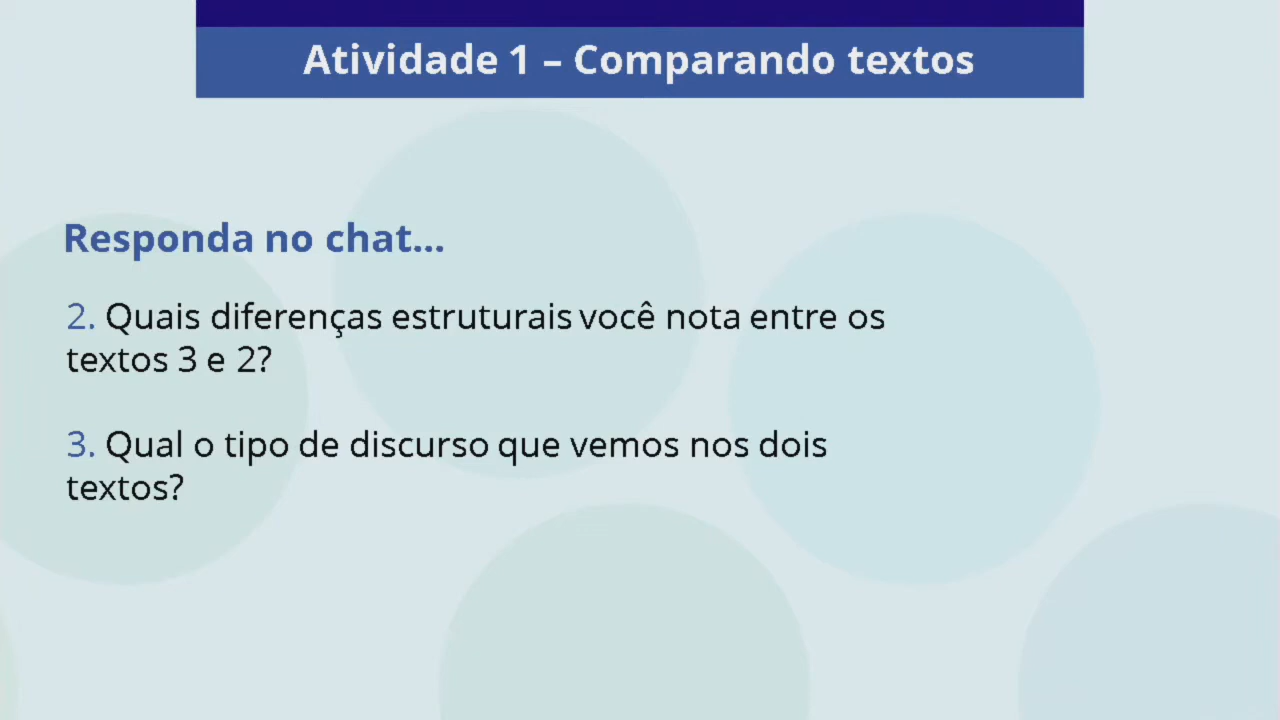 Atividade 1 – Comparando textos
Responda no chat...
2. Quais diferenças estruturais você nota entre os
textos 3 e 2?
3. Qual o tipo de discurso que vemos nos dois
textos?